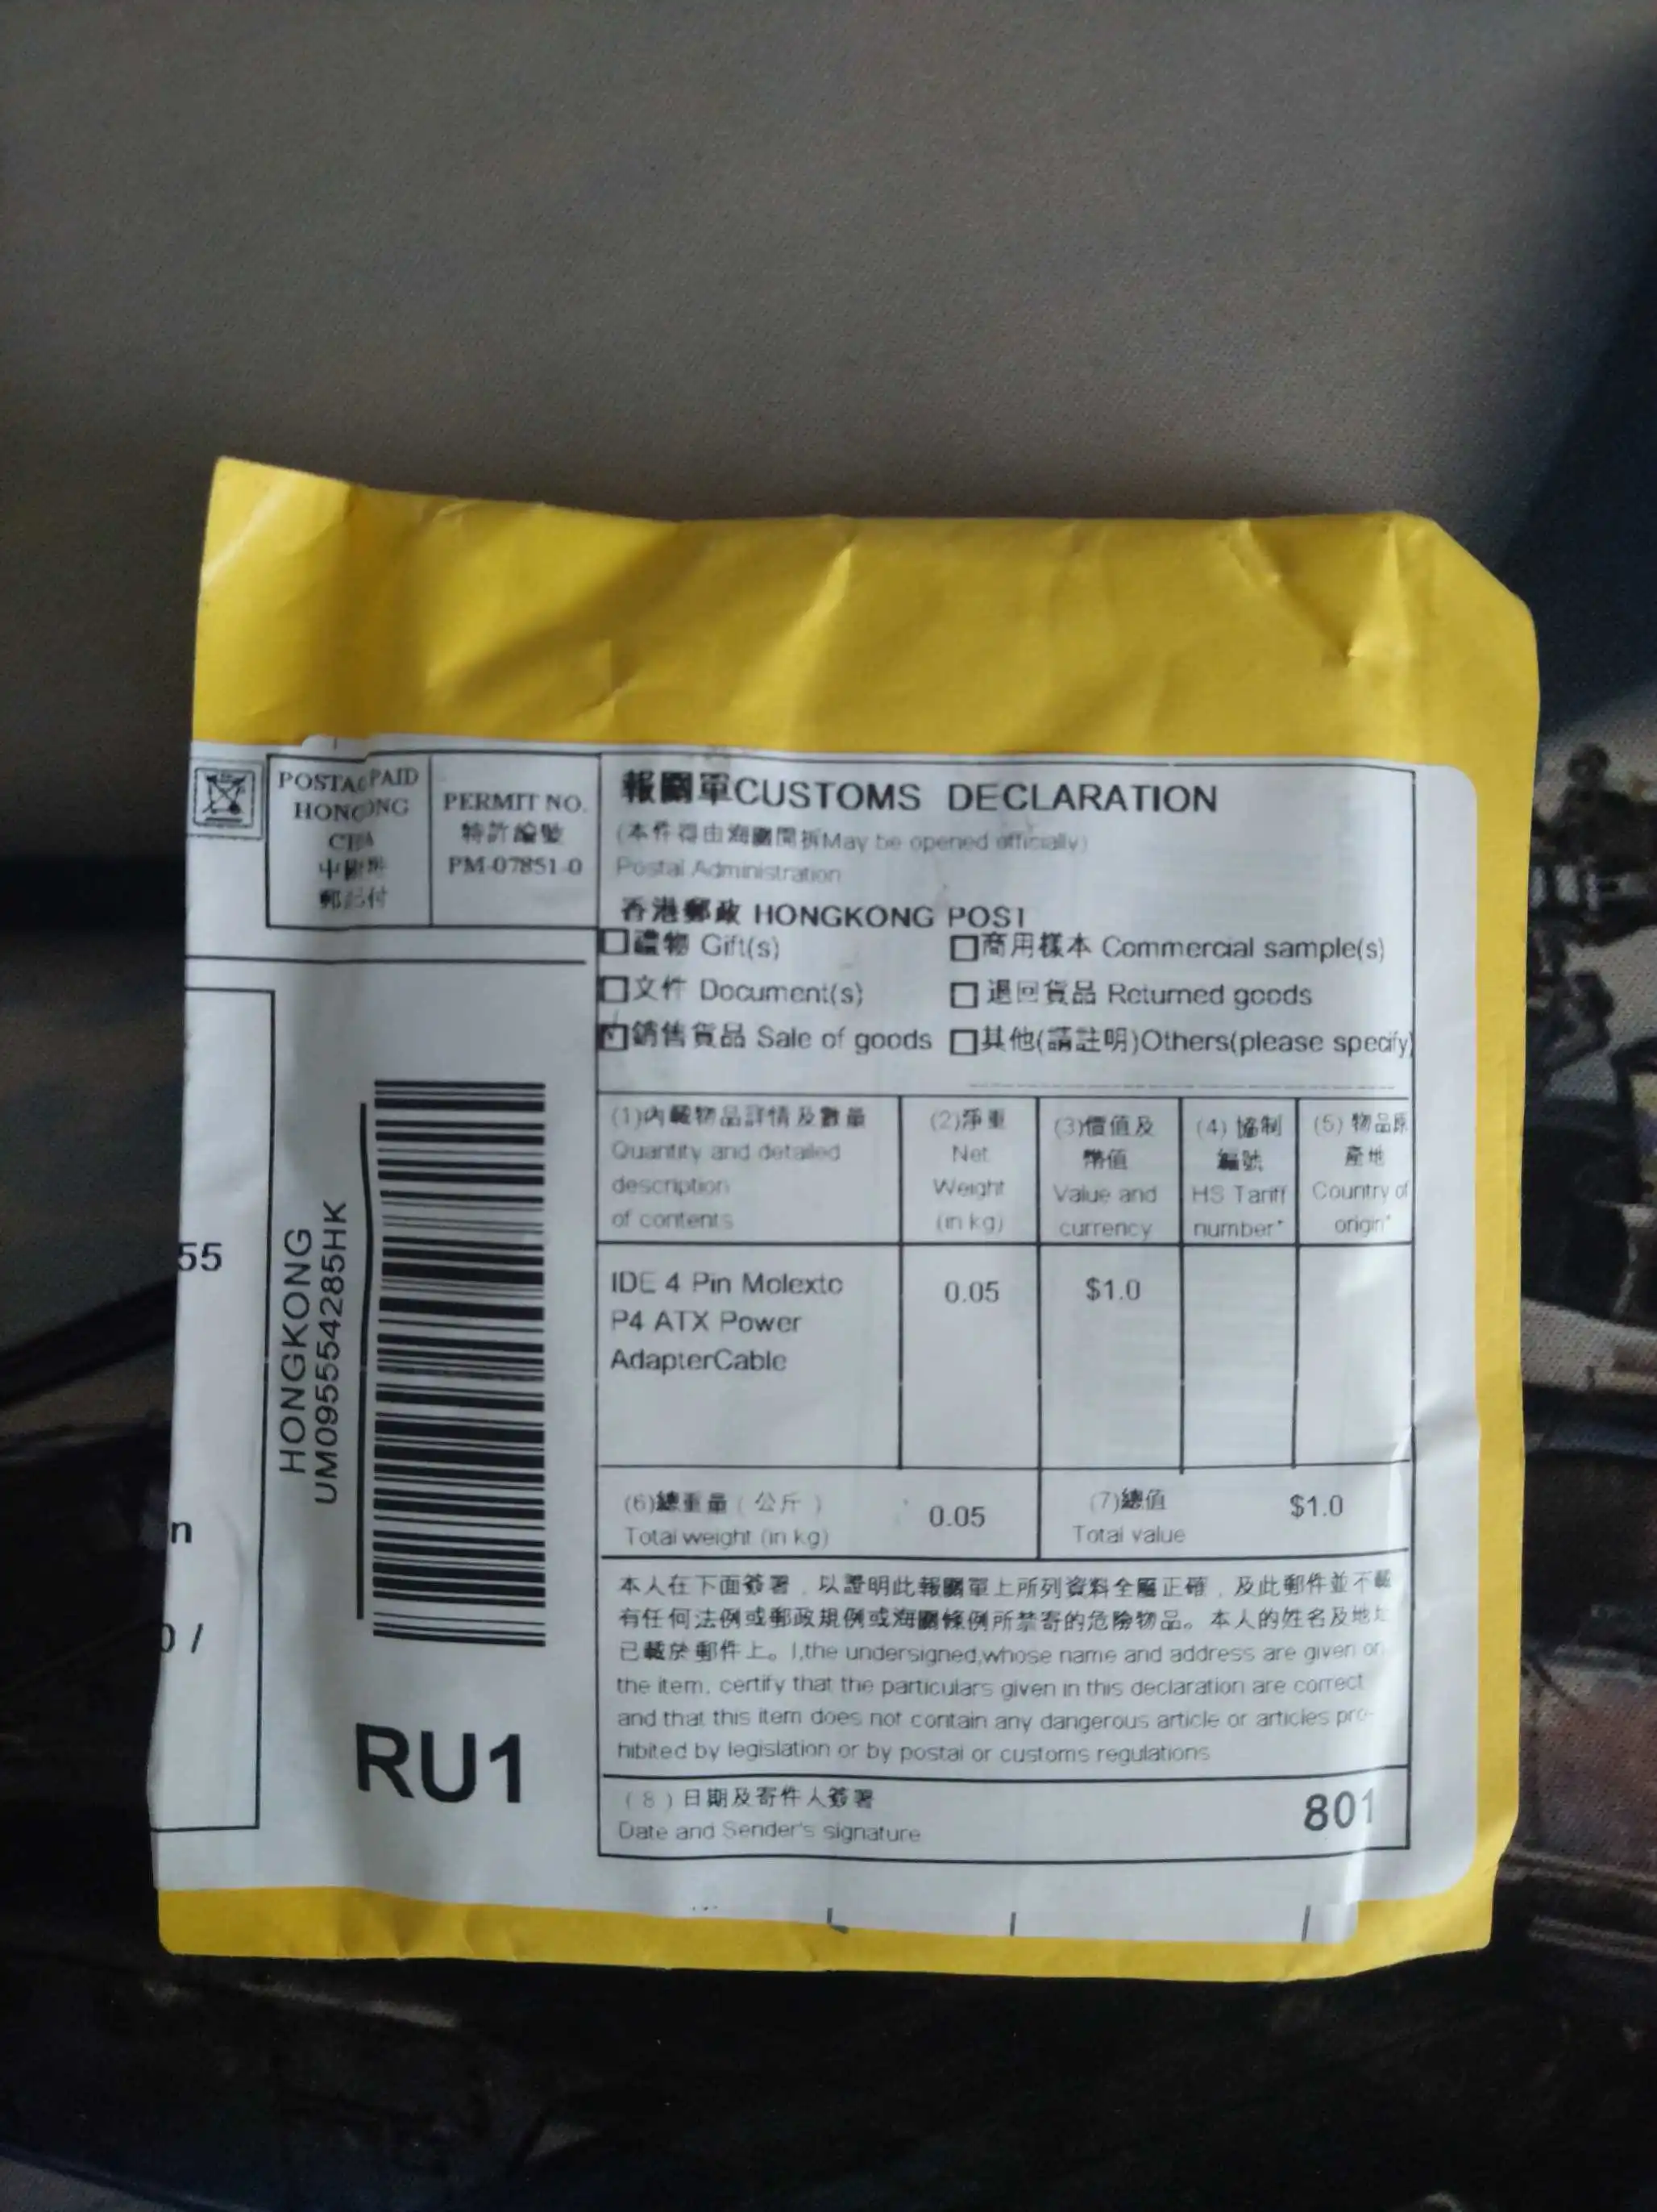 POSTAG PAID
HONG ONG
中國
郵 付
PERMIT NO.
特許編號
PM-07851-0
報關單CUSTOMS DECLARATION
(本件得由海關開拆May be opened officially)
Postal Administration
香港郵政 HONGKONG POST
禮物 Gift(s)
商用樣本 Commercial sample(s)
文件 Document(s)
退回貨品 Returned goods
銷售貨品 Sale of goods
其他(請註明)Others(please specify)
(1)內載物品詳情及數量
Quantity and detailed
description
of contents
(2)淨重
Net
Weight
(in kg)
(3)價值及
幣值
Value and
currency
(4) 協制
編號
HS Tariff
number*
(5) 物品原
產地
Country of
origin*
IDE 4 Pin Molexto
P4 ATX Power
AdapterCable
0.05
$1.0
(6)總重量 ( 公斤 )
Total weight (in kg)
0.05
(7)總值
Total value
$1.0
本人在下面簽署，以證明此報關單上所列資料全屬正確，及此郵件並不載
有任何法例或郵政規例或海關條例所禁寄的危險物品。本人的姓名及地址
已載於郵件上。I,the undersigned,whose name and address are given on
the item, certify that the particulars given in this declaration are correct
and that this item does not contain any dangerous article or articles pro-
hibited by legislation or by postal or customs regulations
( 8 ) 日期及寄件人簽署
Date and Sender's signature
801
HONGKONG
UM095554285HK
RU1
55
n
/